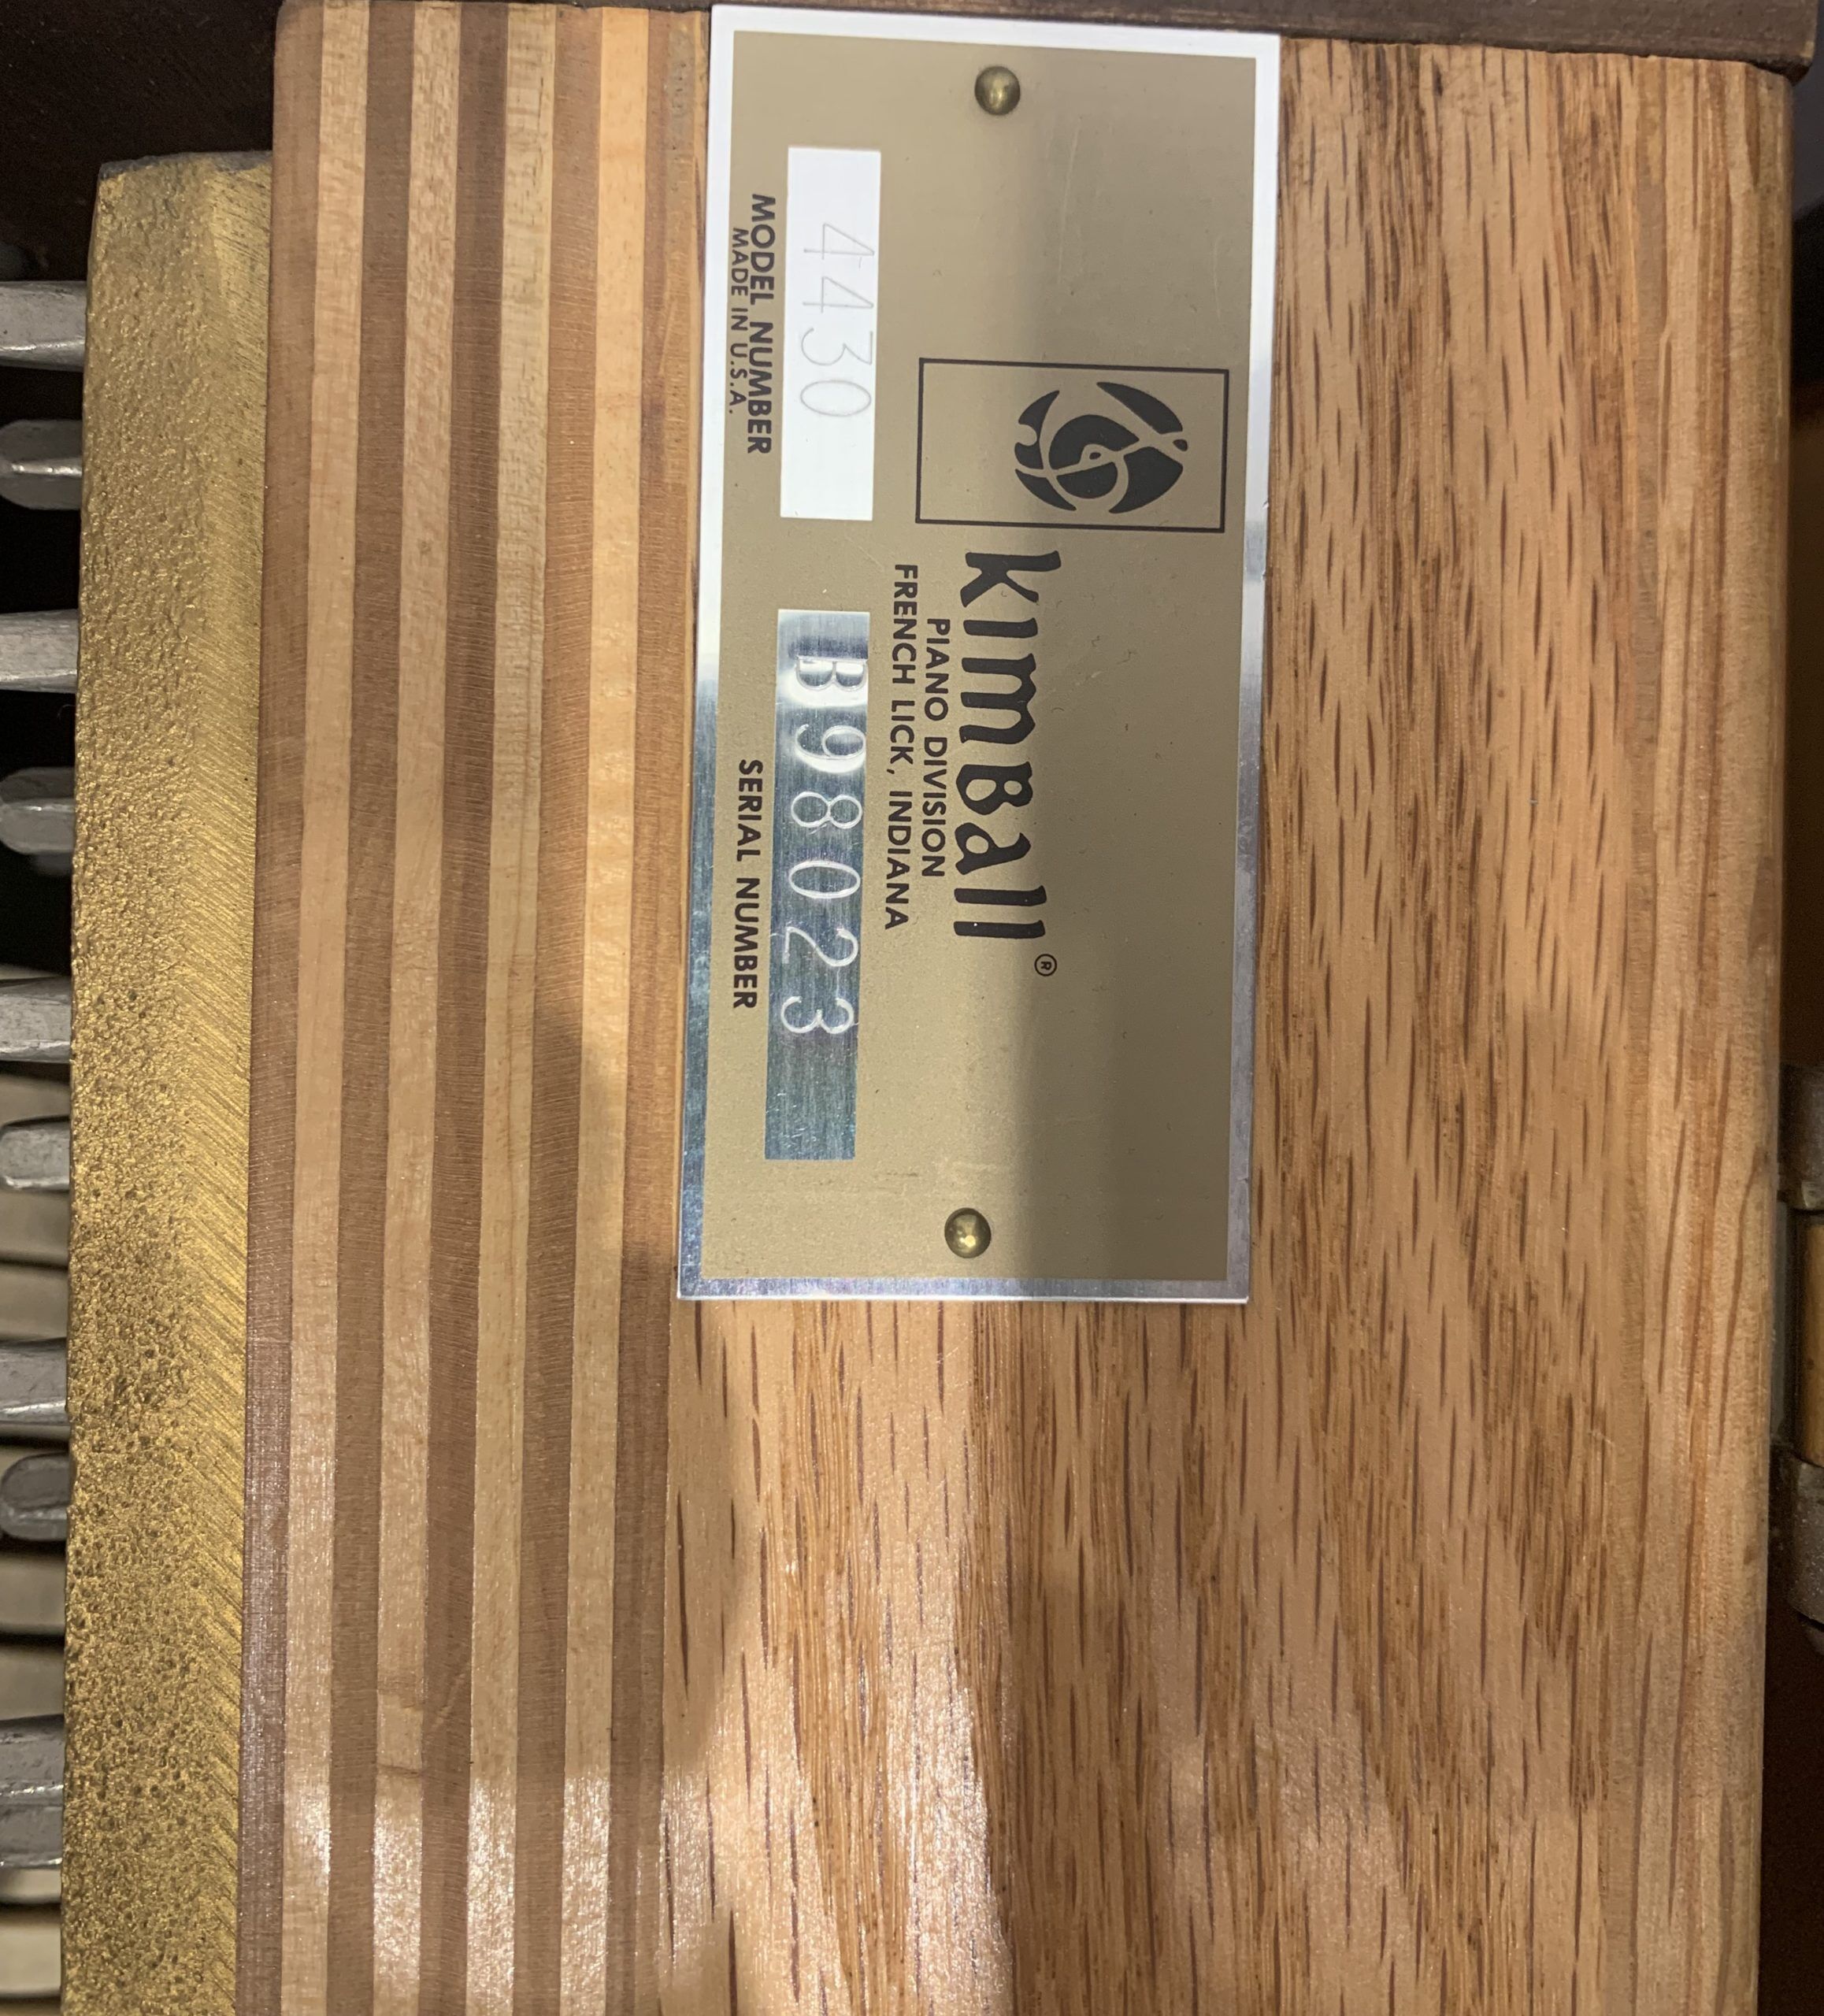 Kimball®
PIANO DIVISION
FRENCH LICK, INDIANA
4430 B98023
MODEL NUMBER SERIAL NUMBER
MADE IN U.S.A.